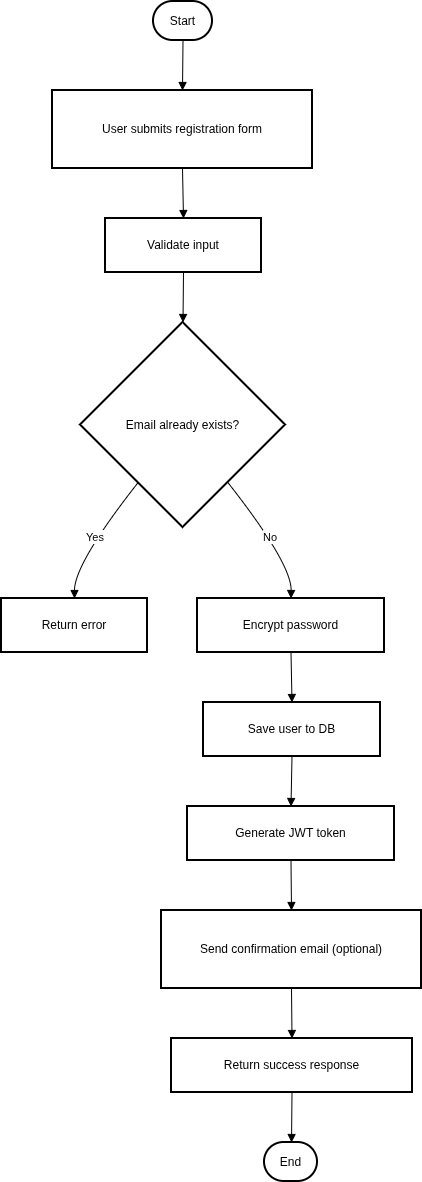 Start
User submits registration form
Validate input
Email already exists?
Yes
No
Return error
Encrypt password
Save user to DB
Generate JWT token
Send confirmation email (optional)
Return success response
End